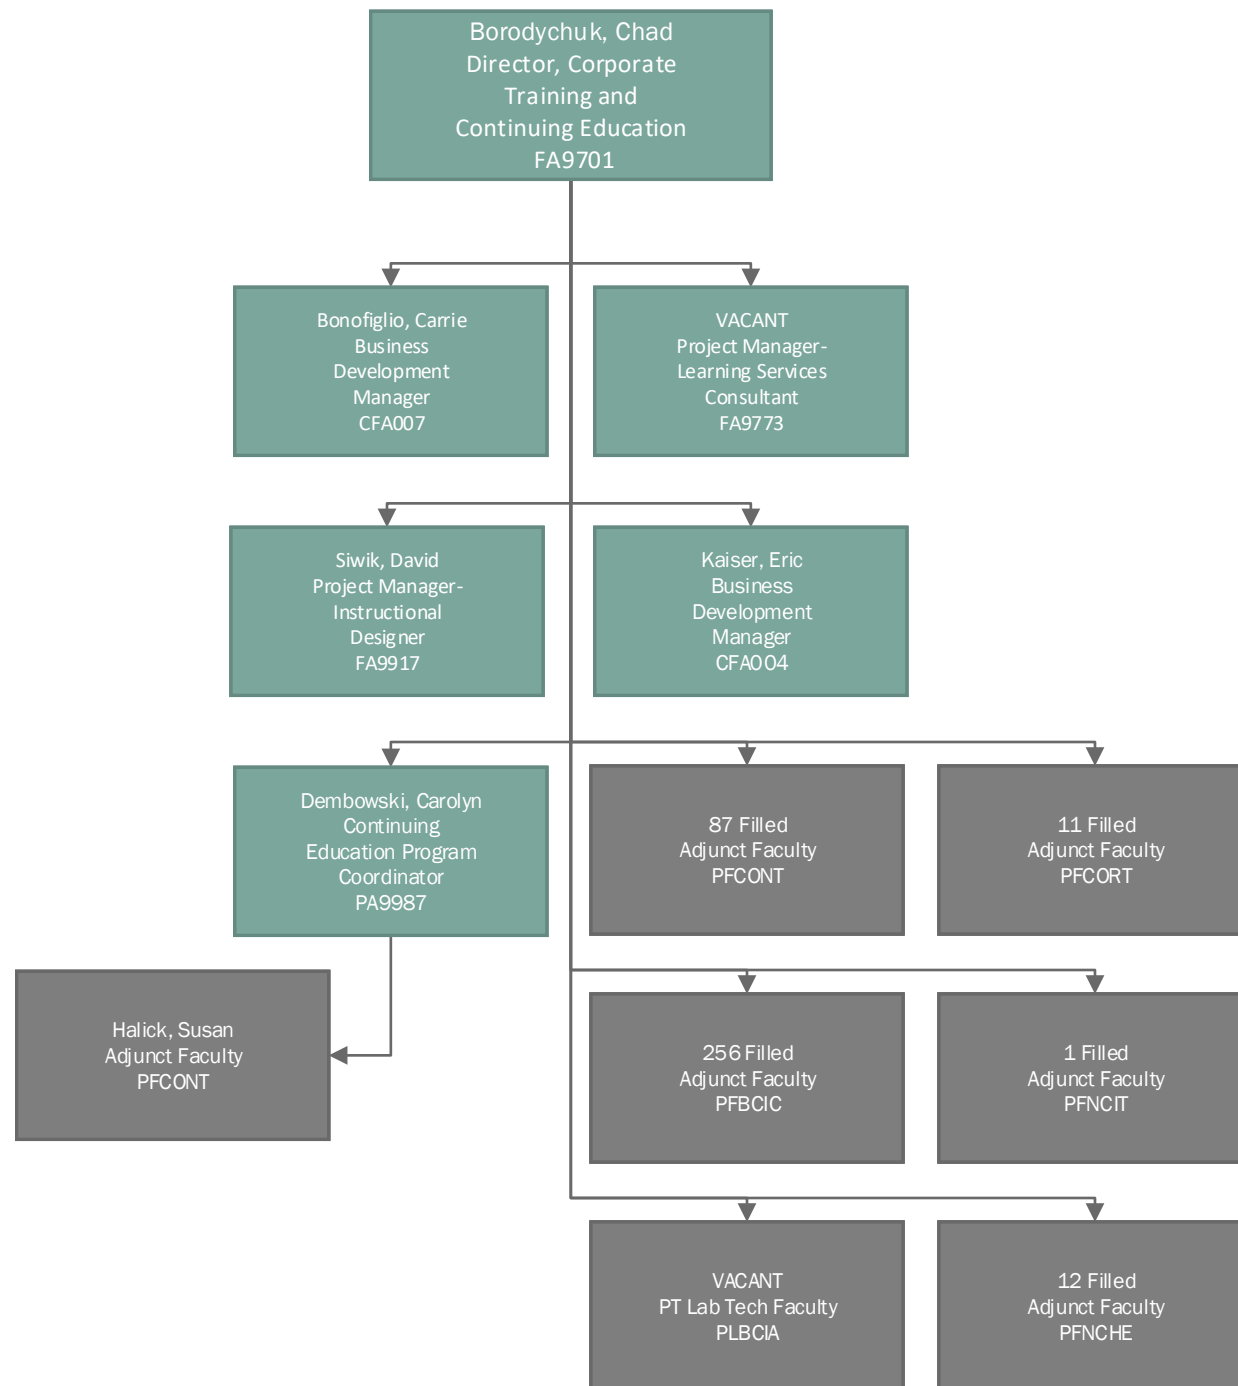 Borodychuk, Chad
Director, Corporate
Training and
Continuing Education
FA9701
Bonofiglio, Carrie
Business
Development
Manager
CFA007
VACANT
Project Manager-
Learning Services
Consultant
FA9773
Siwik, David
Project Manager-
Instructional
Designer
FA9917
Kaiser, Eric
Business
Development
Manager
CFA004
Dembowski, Carolyn
Continuing
Education Program
Coordinator
PA9987
87 Filled
Adjunct Faculty
PFCONT
11 Filled
Adjunct Faculty
PFCORT
Halick, Susan
Adjunct Faculty
PFCONT
256 Filled
Adjunct Faculty
PFBCIC
1 Filled
Adjunct Faculty
PFNCIT
VACANT
PT Lab Tech Faculty
PLBCIA
12 Filled
Adjunct Faculty
PFNCHE